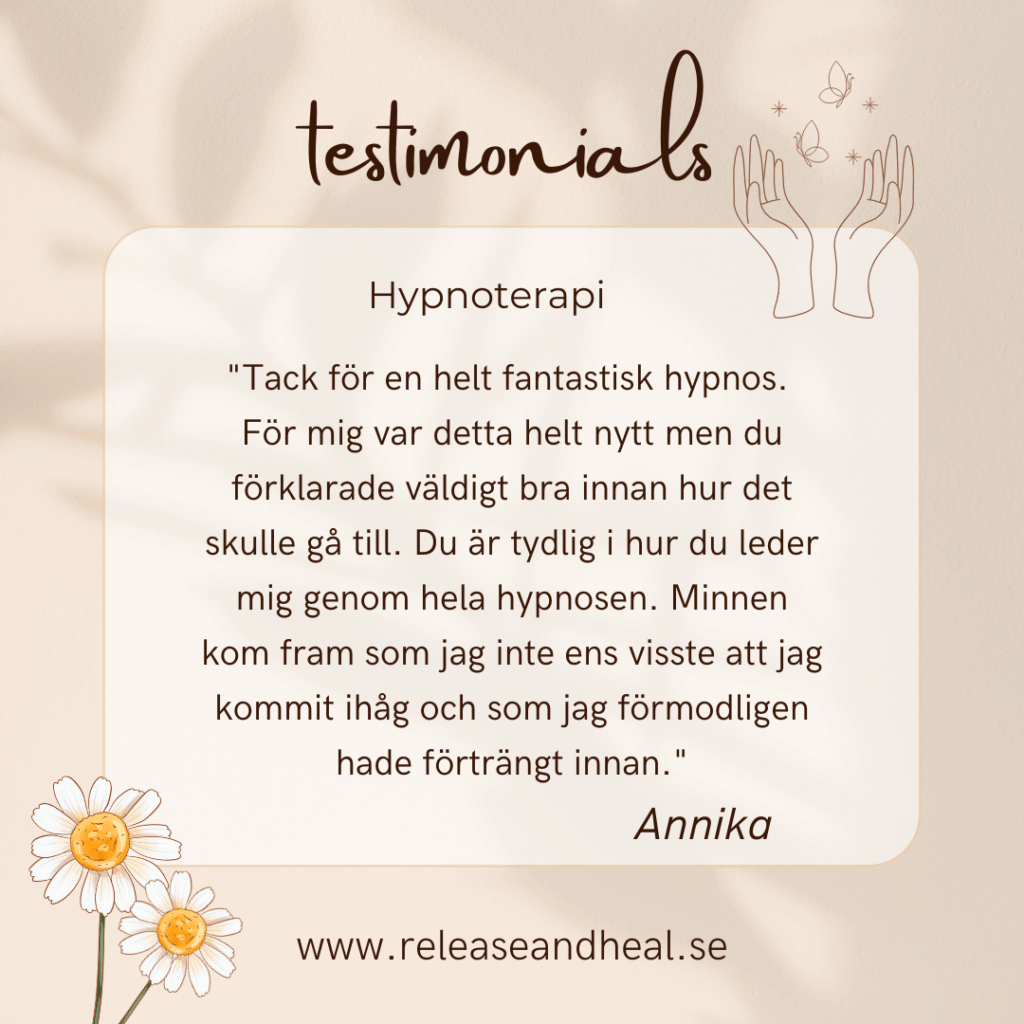 testimonials
Hypnoterapi
"Tack för en helt fantastisk hypnos.
För mig var detta helt nytt men du
förklarade väldigt bra innan hur det
skulle gå till. Du är tydlig i hur du leder
mig genom hela hypnosen. Minnen
kom fram som jag inte ens visste att jag
kommit ihåg och som jag förmodligen
hade förträngt innan."
Annika
www.releaseandheal.se